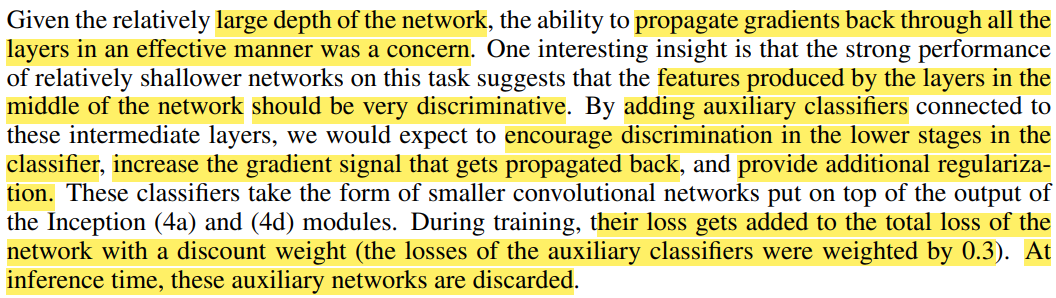 Given the relatively large depth of the network, the ability to propagate gradients back through all the
layers in an effective manner was a concern. One interesting insight is that the strong performance
of relatively shallower networks on this task suggests that the features produced by the layers in the
middle of the network should be very discriminative. By adding auxiliary classifiers connected to
these intermediate layers, we would expect to encourage discrimination in the lower stages in the
classifier, increase the gradient signal that gets propagated back, and provide additional regulariza-
tion. These classifiers take the form of smaller convolutional networks put on top of the output of
the Inception (4a) and (4d) modules. During training, their loss gets added to the total loss of the
network with a discount weight (the losses of the auxiliary classifiers were weighted by 0.3). At
inference time, these auxiliary networks are discarded.